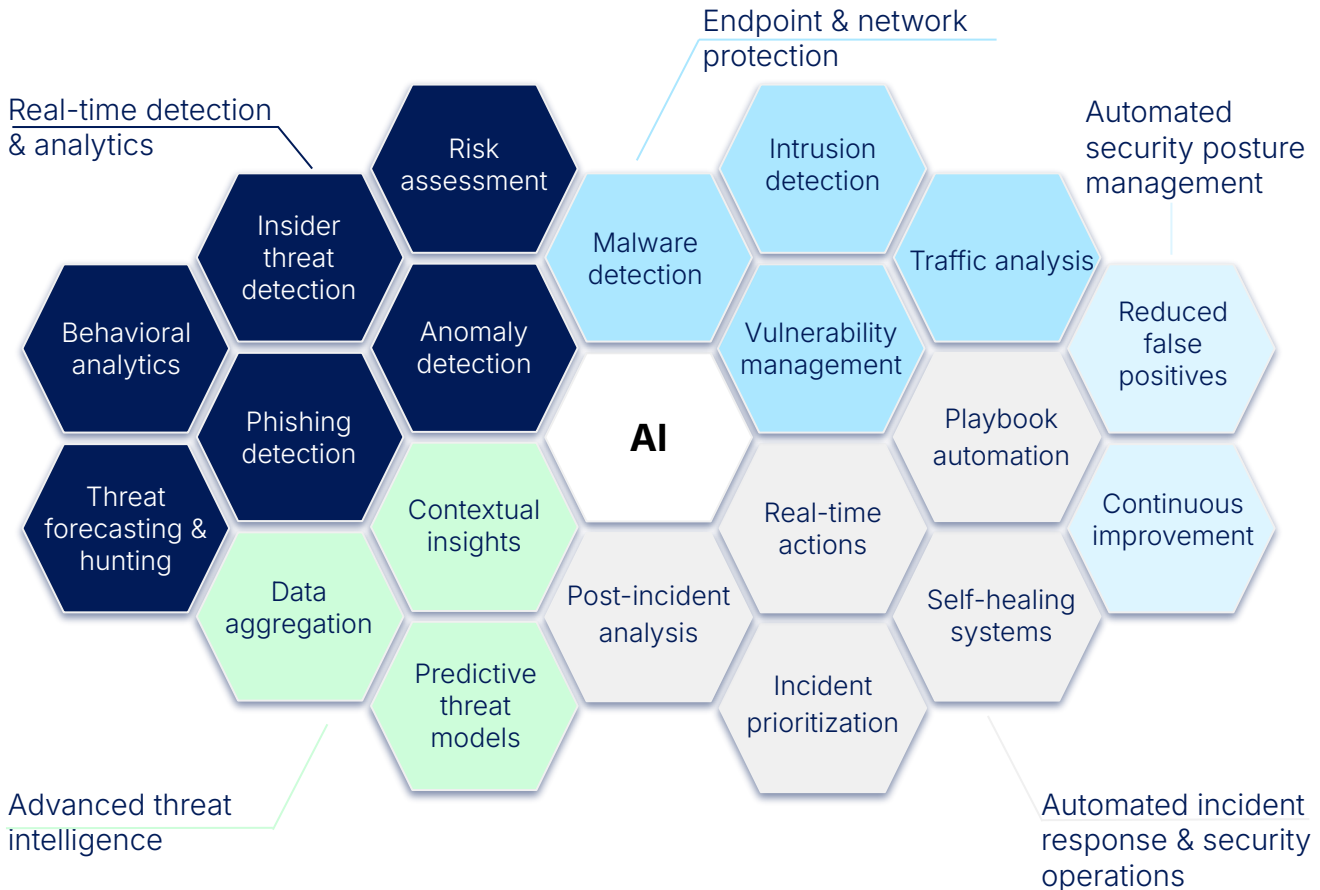 Endpoint & network
protection
Real-time detection
& analytics
Automated
security posture
management
Risk
assessment
Intrusion
detection
Insider
threat
detection
Malware
detection
Traffic analysis
Behavioral
analytics
Anomaly
detection
Vulnerability
management
Reduced
false
positives
Phishing
detection
AI
Playbook
automation
Threat
forecasting &
hunting
Contextual
insights
Real-time
actions
Continuous
improvement
Data
aggregation
Post-incident
analysis
Self-healing
systems
Predictive
threat
models
Incident
prioritization
Advanced threat
intelligence
Automated incident
response & security
operations